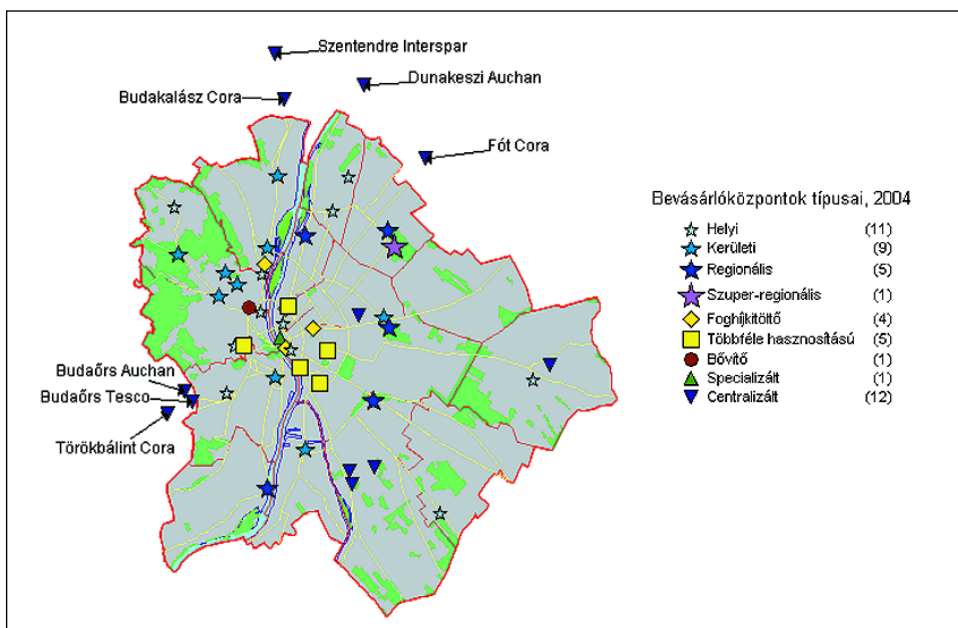 Szentendre Interspar
Dunakeszi Auchan
Budakalász Cora
Fót Cora
Bevásárlóközpontok típusai, 2004
Helyi (11)
Kerületi (9)
Regionális (5)
Szuper-regionális (1)
Foghíjkitöltő (4)
Többféle hasznosítású (5)
Bővítő (1)
Specializált (1)
Centralizált (12)
Budaőrs Auchan
Budaőrs Tesco
Törökbálint Cora